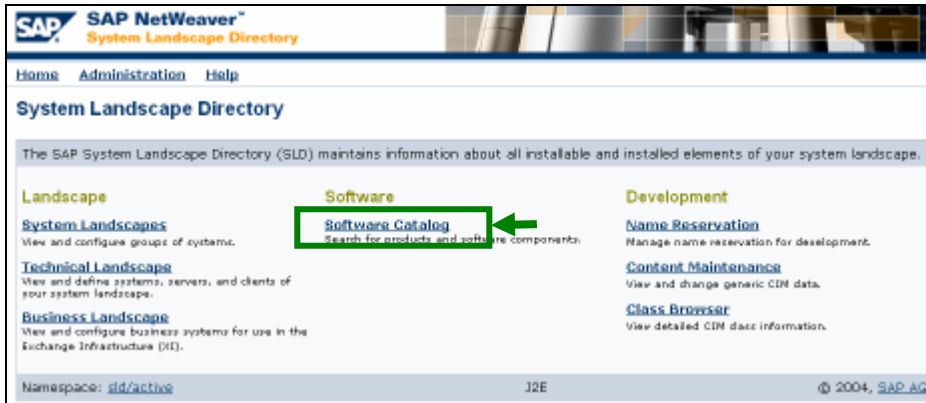 SAP SAP NetWeaver™
System Landscape Directory
Home Administration Help
System Landscape Directory
The SAP System Landscape Directory (SLD) maintains information about all installable and installed elements of your system landscape.
Landscape
System Landscapes
View and configure groups of systems.
Technical Landscape
View and define systems, servers, and clients of
your system landscape.
Business Landscape
View and configure business systems for use in the
Exchange Infrastructure (XI).
Software
Software Catalog
Search for products and software components.
Development
Name Reservation
Manage name reservation for development.
Content Maintenance
View and change generic CIM data.
Class Browser
View detailed CIM class information.
Namespace: sld/active J2E © 2004, SAP AG